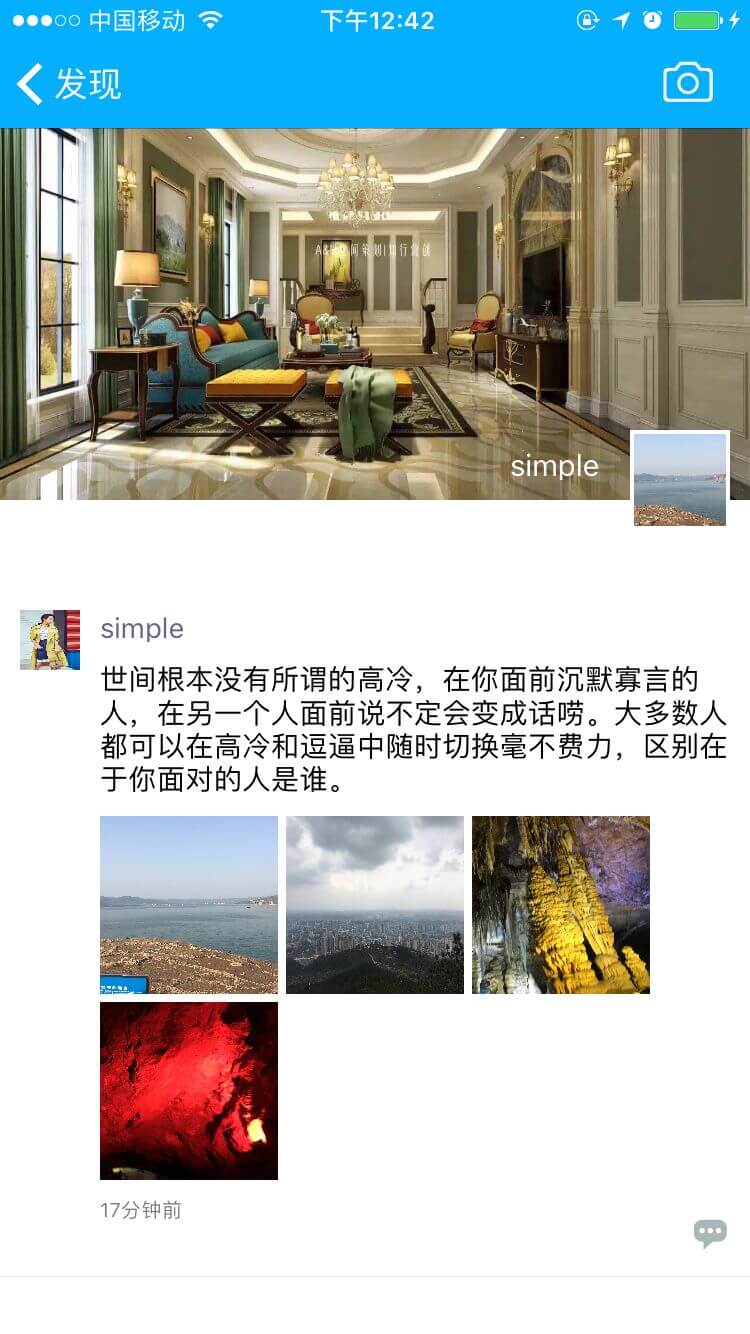 中国移动
下午12:42
发现
simple
simple
世间根本没有所谓的高冷，在你面前沉默寡言的
人，在另一个人面前说不定会变成话唠。大多数人
都可以在高冷和逗逼中随时切换毫不费力，区别在
于你面对的人是谁。
17分钟前